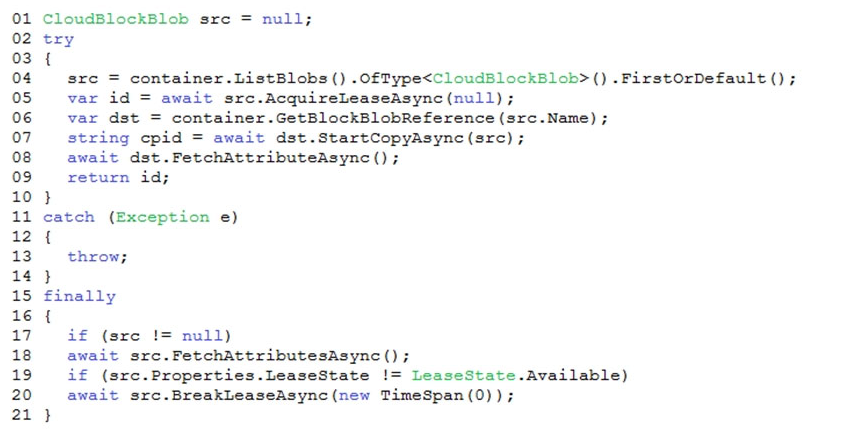 01 CloudBlockBlob src = null;
02 try
03 {
04 src = container.ListBlobs().OfType<CloudBlockBlob>().FirstOrDefault();
05 var id = await src.AcquireLeaseAsync(null);
06 var dst = container.GetBlockBlobReference(src.Name);
07 string cpid = await dst.StartCopyAsync(src);
08 await dst.FetchAttributeAsync();
09 return id;
10 }
11 catch (Exception e)
12 {
13 throw;
14 }
15 finally
16 {
17 if (src != null)
18 await src.FetchAttributesAsync();
19 if (src.Properties.LeaseState != LeaseState.Available)
20 await src.BreakLeaseAsync(new TimeSpan(0));
21 }